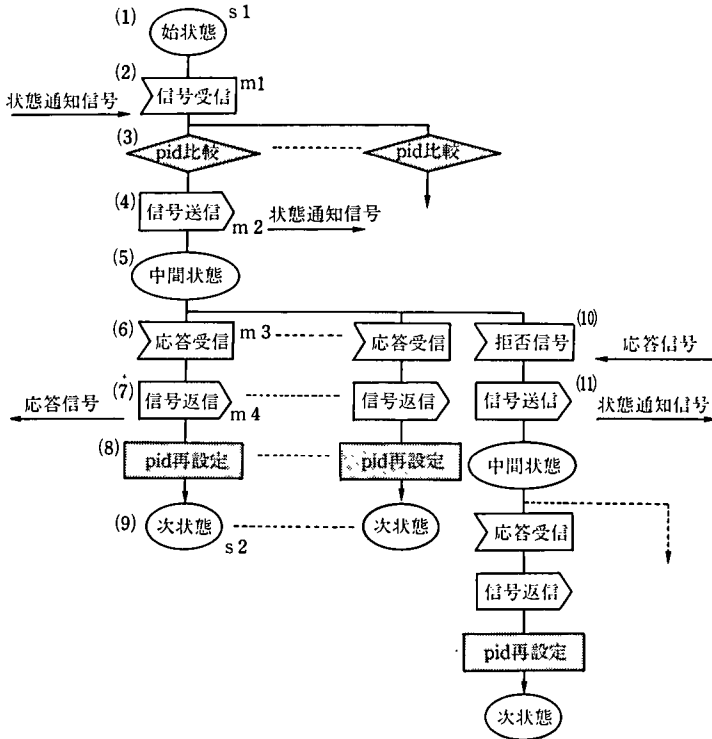 (1) 始状態 s1
(2) 信号受信 m1
状態通知信号
(3) pid比較 pid比較
(4) 信号送信 m2 状態通知信号
(5) 中間状態
(6) 応答受信 m3 応答受信 拒否信号 (10) 応答信号
応答信号 (7) 信号返信 m4 信号返信 信号送信 (11) 状態通知信号
(8) pid再設定 pid再設定 中間状態
(9) 次状態 s2 次状態 応答受信
信号返信
pid再設定
次状態